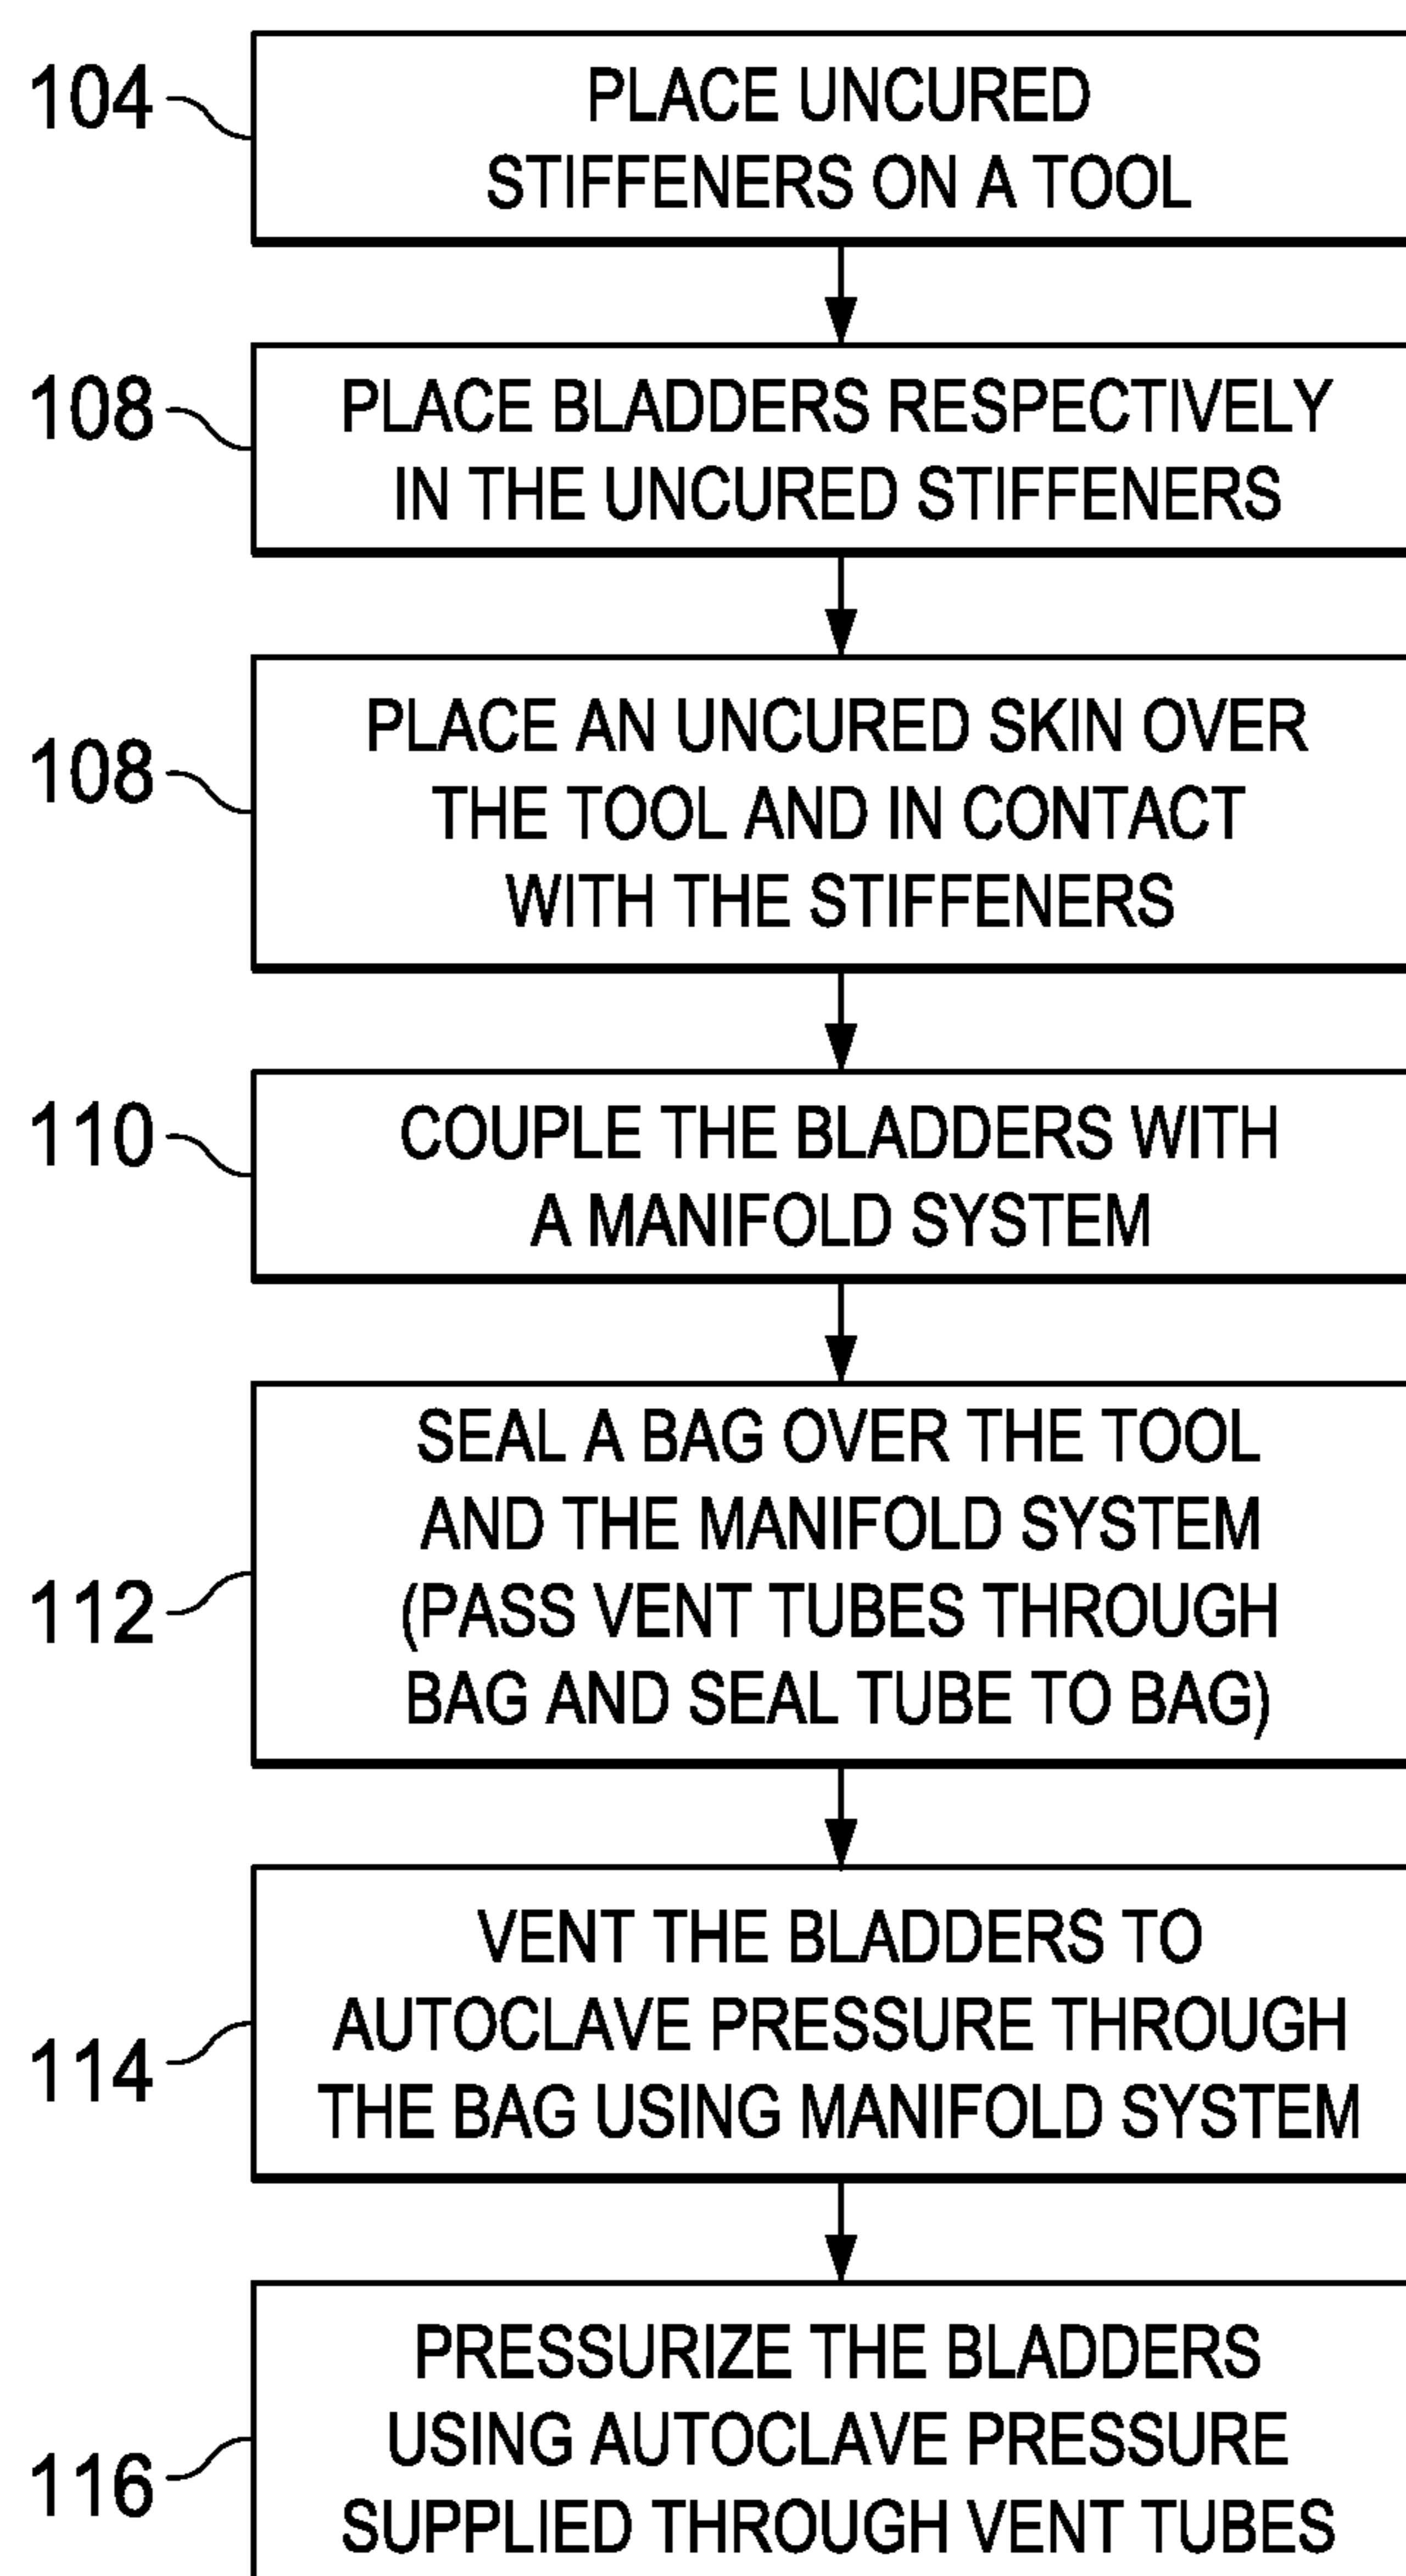 104
PLACE UNCURED
STIFFENERS ON A TOOL
108
PLACE BLADDERS RESPECTIVELY
IN THE UNCURED STIFFENERS
108
PLACE AN UNCURED SKIN OVER
THE TOOL AND IN CONTACT
WITH THE STIFFENERS
110
COUPLE THE BLADDERS WITH
A MANIFOLD SYSTEM
112
SEAL A BAG OVER THE TOOL
AND THE MANIFOLD SYSTEM
(PASS VENT TUBES THROUGH
BAG AND SEAL TUBE TO BAG)
114
VENT THE BLADDERS TO
AUTOCLAVE PRESSURE THROUGH
THE BAG USING MANIFOLD SYSTEM
116
PRESSURIZE THE BLADDERS
USING AUTOCLAVE PRESSURE
SUPPLIED THROUGH VENT TUBES